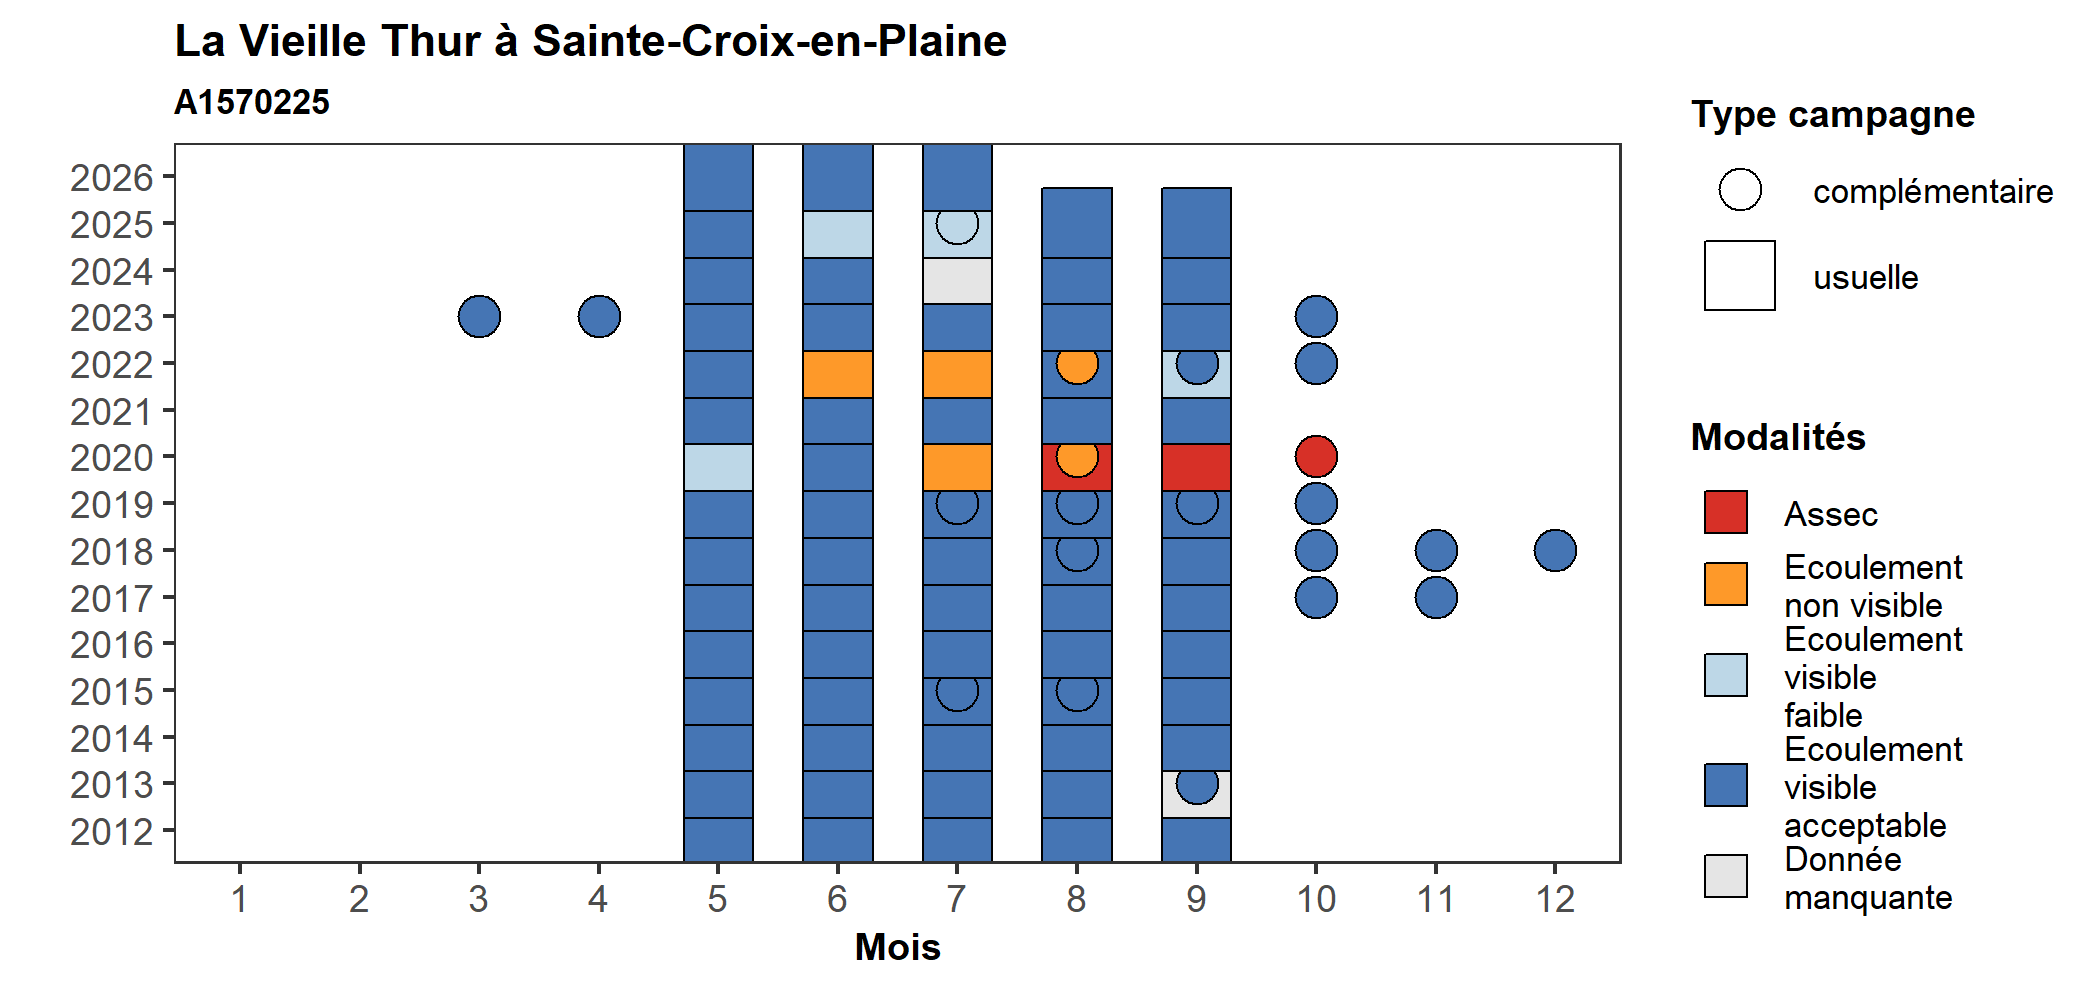 La Vieille Thur à Sainte-Croix-en-Plaine
A1570225
2026
2025
2024
2023
2022
2021
2020
2019
2018
2017
2016
2015
2014
2013
2012
1 2 3 4 5 6 7 8 9 10 11 12
Mois
Type campagne
complémentaire
usuelle
Modalités
Assec
Ecoulement
non visible
Ecoulement
visible
faible
Ecoulement
visible
acceptable
Donnée
manquante